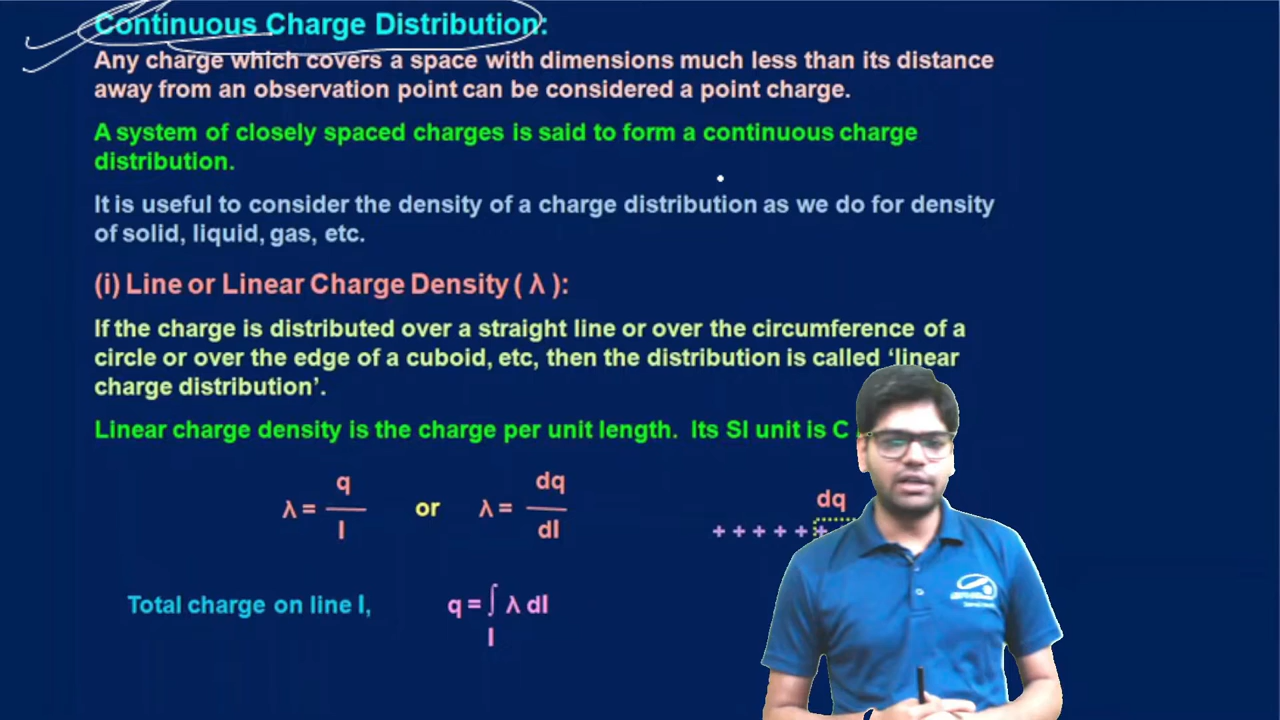 Continuous Charge Distribution:
Any charge which covers a space with dimensions much less than its distance
away from an observation point can be considered a point charge.
A system of closely spaced charges is said to form a continuous charge
distribution.
It is useful to consider the density of a charge distribution as we do for density
of solid, liquid, gas, etc.
(i) Line or Linear Charge Density ( λ ):
If the charge is distributed over a straight line or over the circumference of a
circle or over the edge of a cuboid, etc, then the distribution is called ‘linear
charge distribution’.
Linear charge density is the charge per unit length. Its SI unit is C
λ = q / l or λ = dq / dl
dq
+ + + + + +
Total charge on line l, q = ∫ λ dl
l